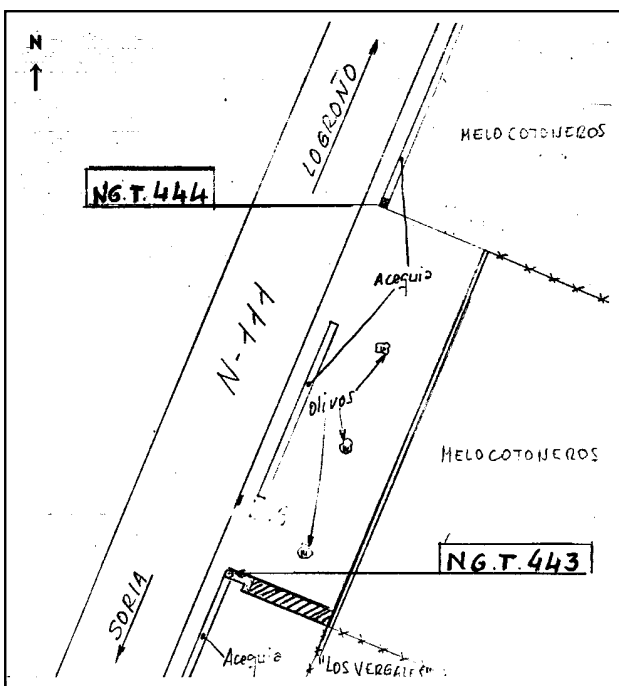 N
LOGROÑO
MELOCOTONEROS
NG.T. 444
Acequia
N-111
Olivos
MELOCOTONEROS
NG.T. 443
SORIA
Acequia
"LOS VERGALES"